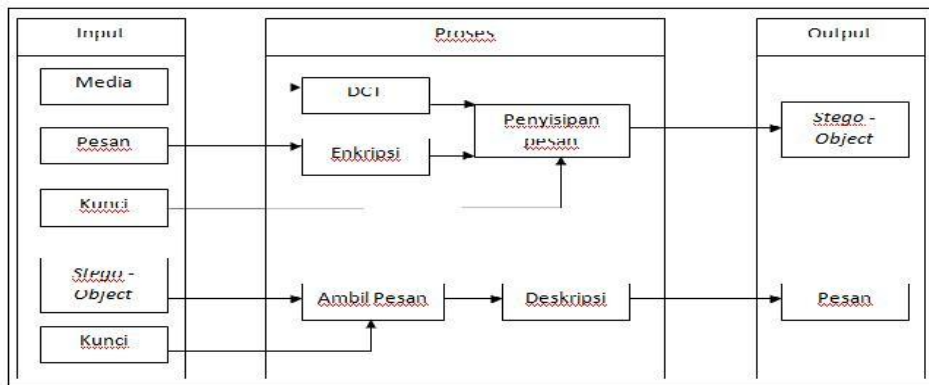 Input
Proses
Output
Media
DCT
Penyisipan
pesan
Stego -
Object
Pesan
Enkripsi
Kunci
Stego -
Object
Ambil Pesan
Deskripsi
Pesan
Kunci